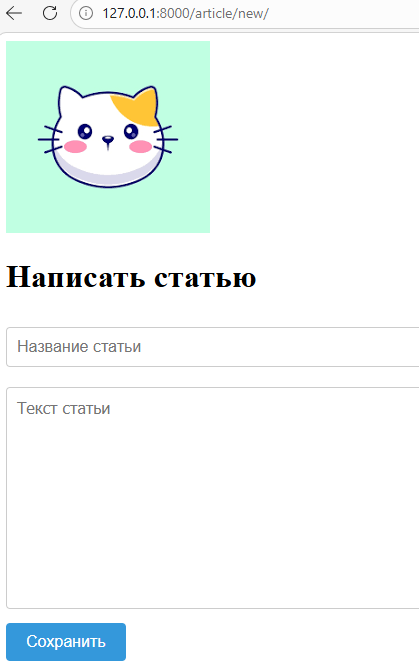 127.0.0.1:8000/article/new/
Написать статью
Название статьи
Текст статьи
Сохранить